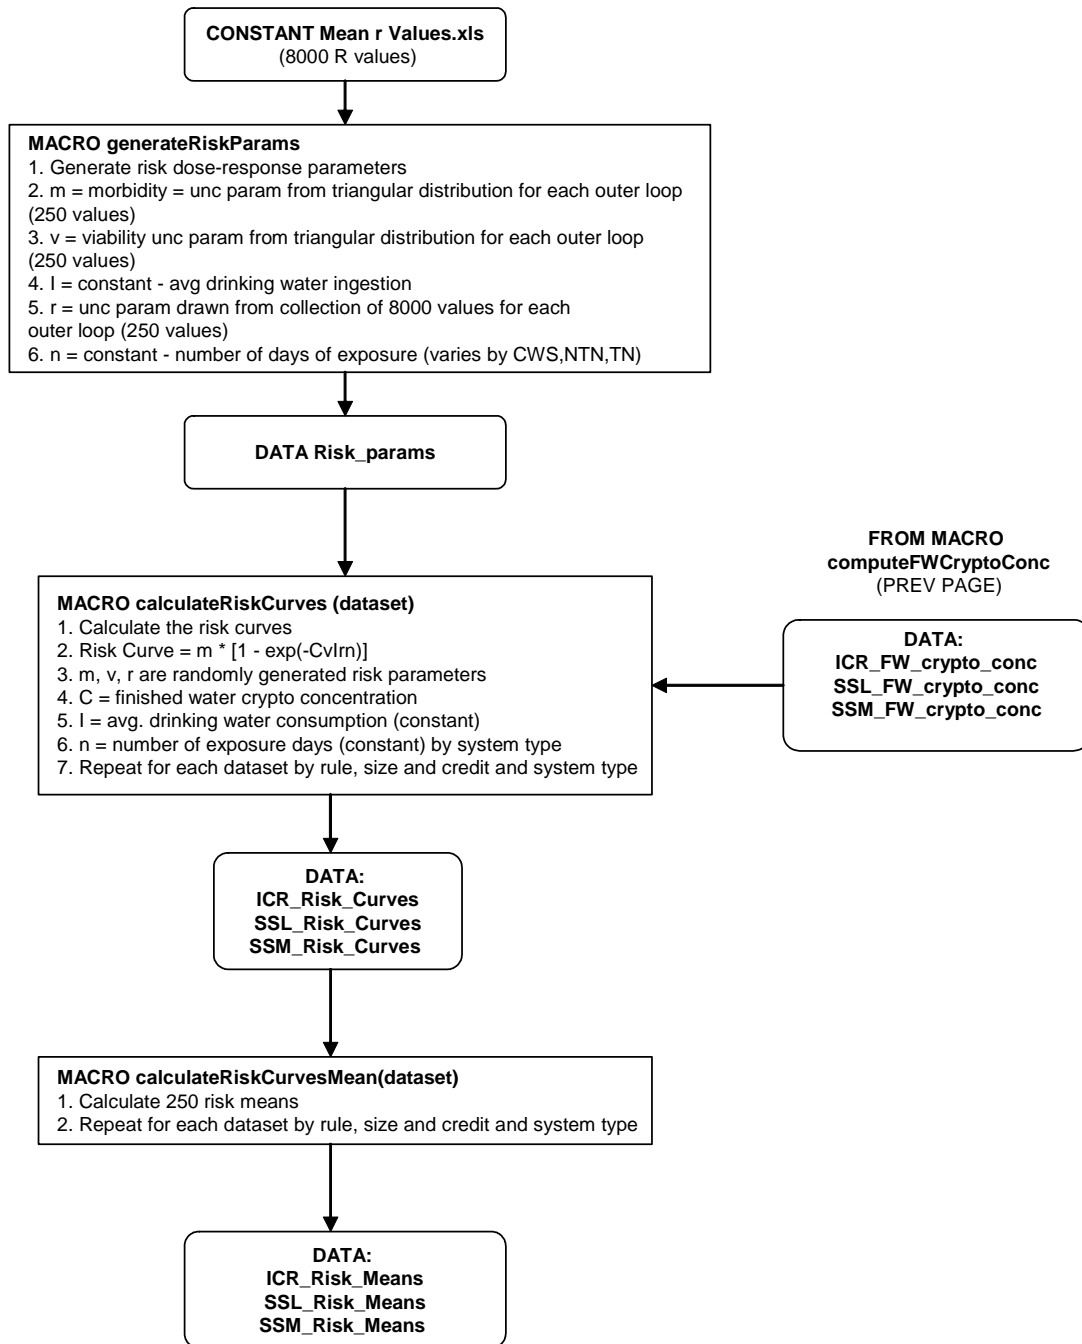 CONSTANT Mean r Values.xls
(8000 R values)
MACRO generateRiskParams
1. Generate risk dose-response parameters
2. m = morbidity = unc param from triangular distribution for each outer loop
(250 values)
3. v = viability unc param from triangular distribution for each outer loop
(250 values)
4. I = constant - avg drinking water ingestion
5. r = unc param drawn from collection of 8000 values for each
outer loop (250 values)
6. n = constant - number of days of exposure (varies by CWS,NTN,TN)
DATA Risk_params
FROM MACRO
computeFWCryptoConc
(PREV PAGE)
MACRO calculateRiskCurves (dataset)
1. Calculate the risk curves
2. Risk Curve = m * [1 - exp(-CvIrn)]
3. m, v, r are randomly generated risk parameters
4. C = finished water crypto concentration
5. I = avg. drinking water consumption (constant)
6. n = number of exposure days (constant) by system type
7. Repeat for each dataset by rule, size and credit and system type
DATA:
ICR_FW_crypto_conc
SSL_FW_crypto_conc
SSM_FW_crypto_conc
DATA:
ICR_Risk_Curves
SSL_Risk_Curves
SSM_Risk_Curves
MACRO calculateRiskCurvesMean(dataset)
1. Calculate 250 risk means
2. Repeat for each dataset by rule, size and credit and system type
DATA:
ICR_Risk_Means
SSL_Risk_Means
SSM_Risk_Means